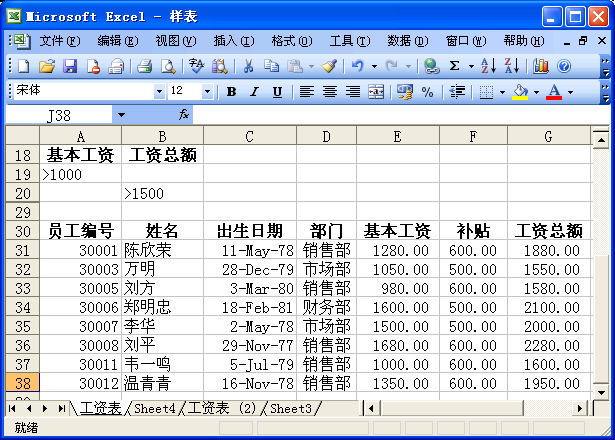 Microsoft Excel - 样表
文件(F) 编辑(E) 视图(V) 插入(I) 格式(O) 工具(T) 数据(D) 窗口(W) 帮助(H)
宋体 12 B I U %
J38 fx
A B C D E F G
18 基本工资 工资总额
19 >1000
20 >1500
29
30 员工编号 姓名 出生日期 部门 基本工资 补贴 工资总额
31 30001 陈欣荣 11-May-78 销售部 1280.00 600.00 1880.00
32 30003 万明 28-Dec-79 市场部 1050.00 500.00 1550.00
33 30005 刘方 3-Mar-80 销售部 980.00 600.00 1580.00
34 30006 郑明忠 18-Feb-81 财务部 1600.00 500.00 2100.00
35 30007 李华 2-May-78 市场部 1500.00 500.00 2000.00
36 30008 刘平 29-Nov-77 销售部 1680.00 600.00 2280.00
37 30011 韦一鸣 5-Jul-79 销售部 1000.00 600.00 1600.00
38 30012 温青青 16-Nov-78 销售部 1350.00 600.00 1950.00
工资表 Sheet4 工资表 (2) Sheet3
就绪